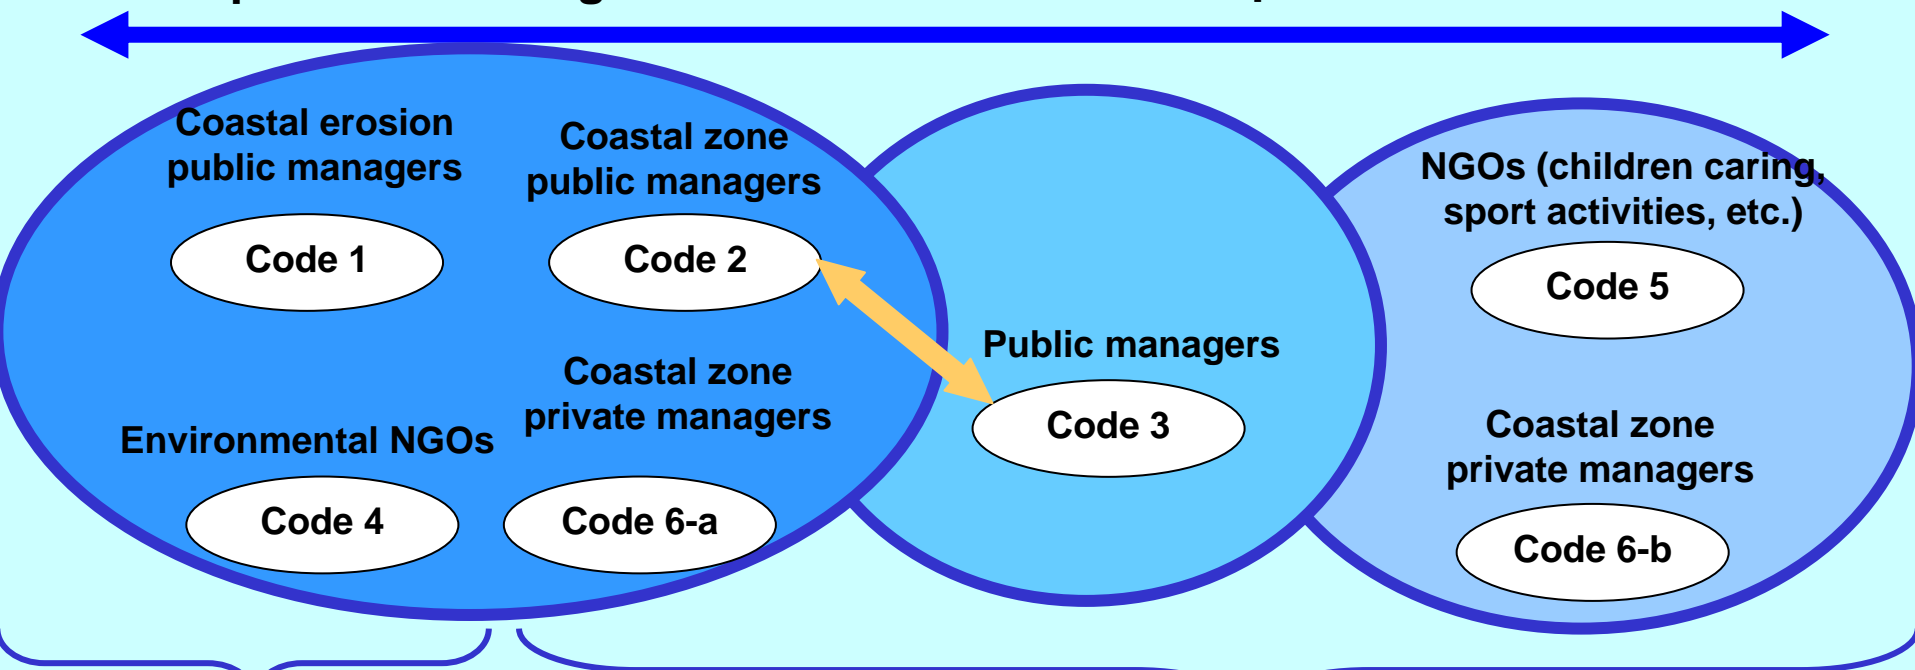 Coastal erosion
public managers
Code 1
Coastal zone
public managers
Code 2
Environmental NGOs
Code 4
Coastal zone
private managers
Code 6-a
Public managers
Code 3
NGOs (children caring,
sport activities, etc.)
Code 5
Coastal zone
private managers
Code 6-b